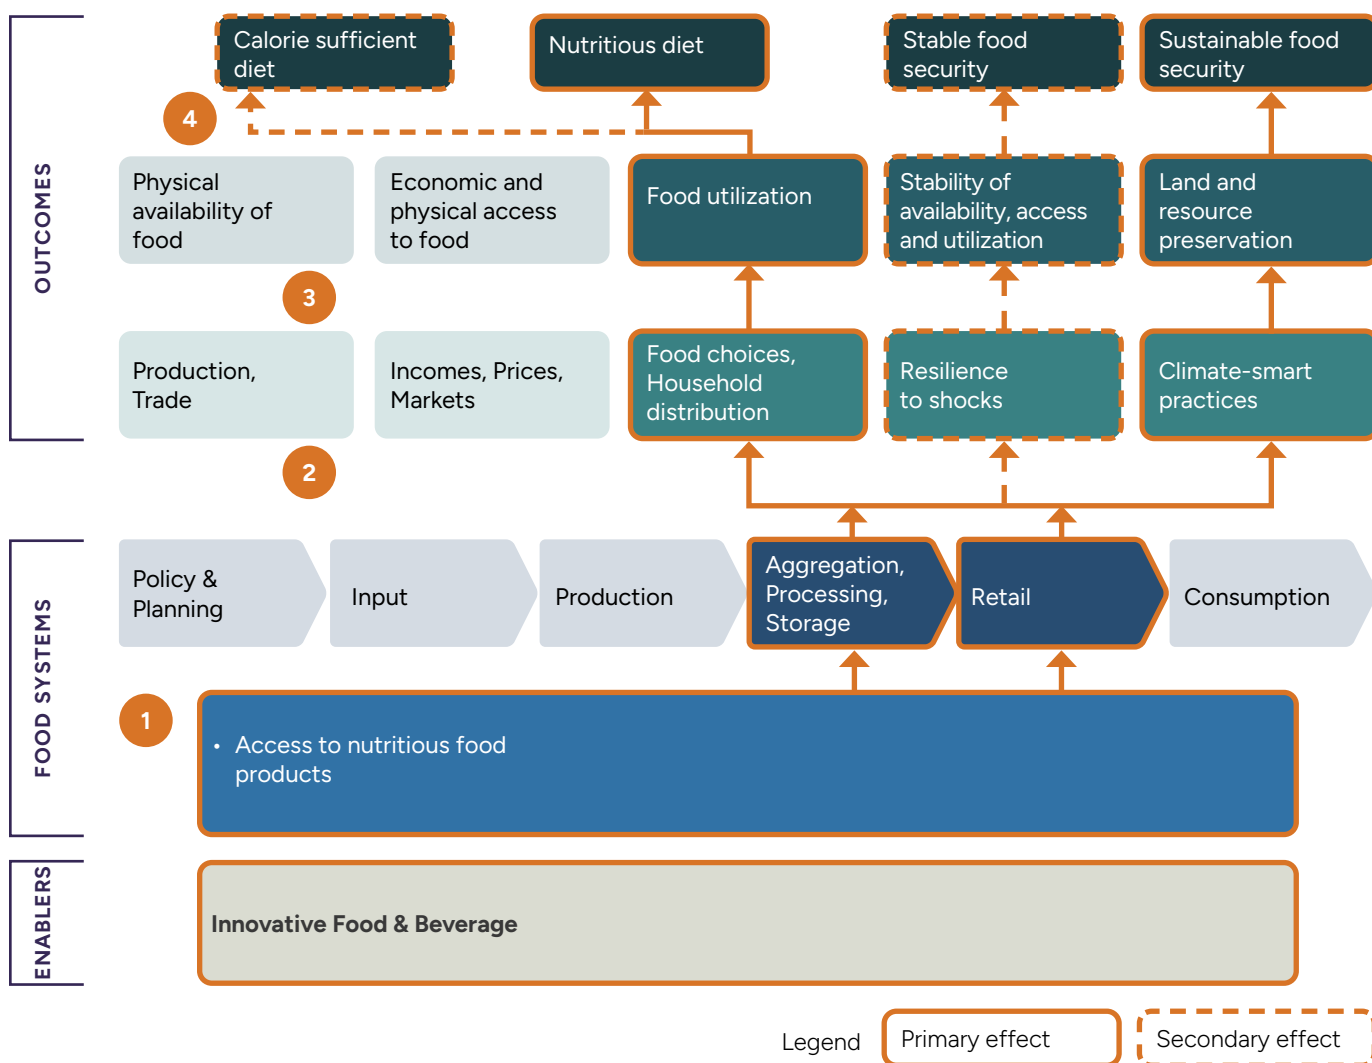 OUTCOMES
Calorie sufficient
diet
Nutritious diet
Stable food
security
Sustainable food
security
4
Physical
availability of
food
Economic and
physical access
to food
Food utilization
Stability of
availability, access
and utilization
Land and
resource
preservation
3
Production,
Trade
Incomes, Prices,
Markets
Food choices,
Household
distribution
Resilience
to shocks
Climate-smart
practices
2
FOOD SYSTEMS
Policy &
Planning
Input
Production
Aggregation,
Processing,
Storage
Retail
Consumption
1
• Access to nutritious food
products
ENABLERS
Innovative Food & Beverage
Legend
Primary effect
Secondary effect